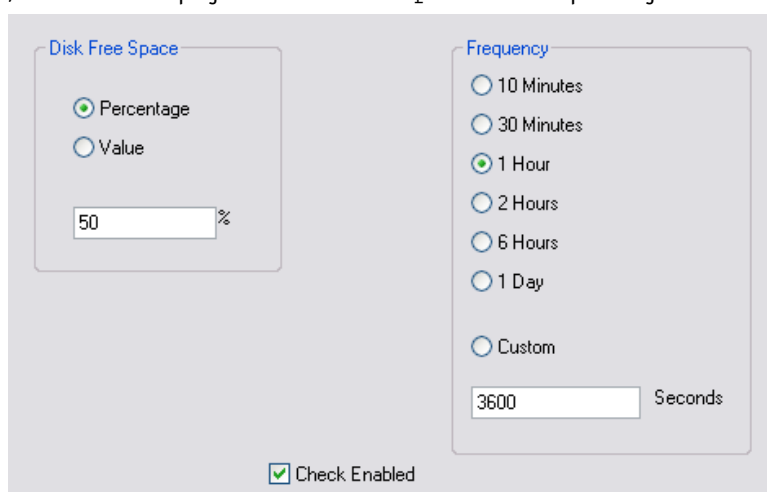 Disk Free Space
Percentage
Value
50 %
Frequency
10 Minutes
30 Minutes
1 Hour
2 Hours
6 Hours
1 Day
Custom
3600 Seconds
Check Enabled